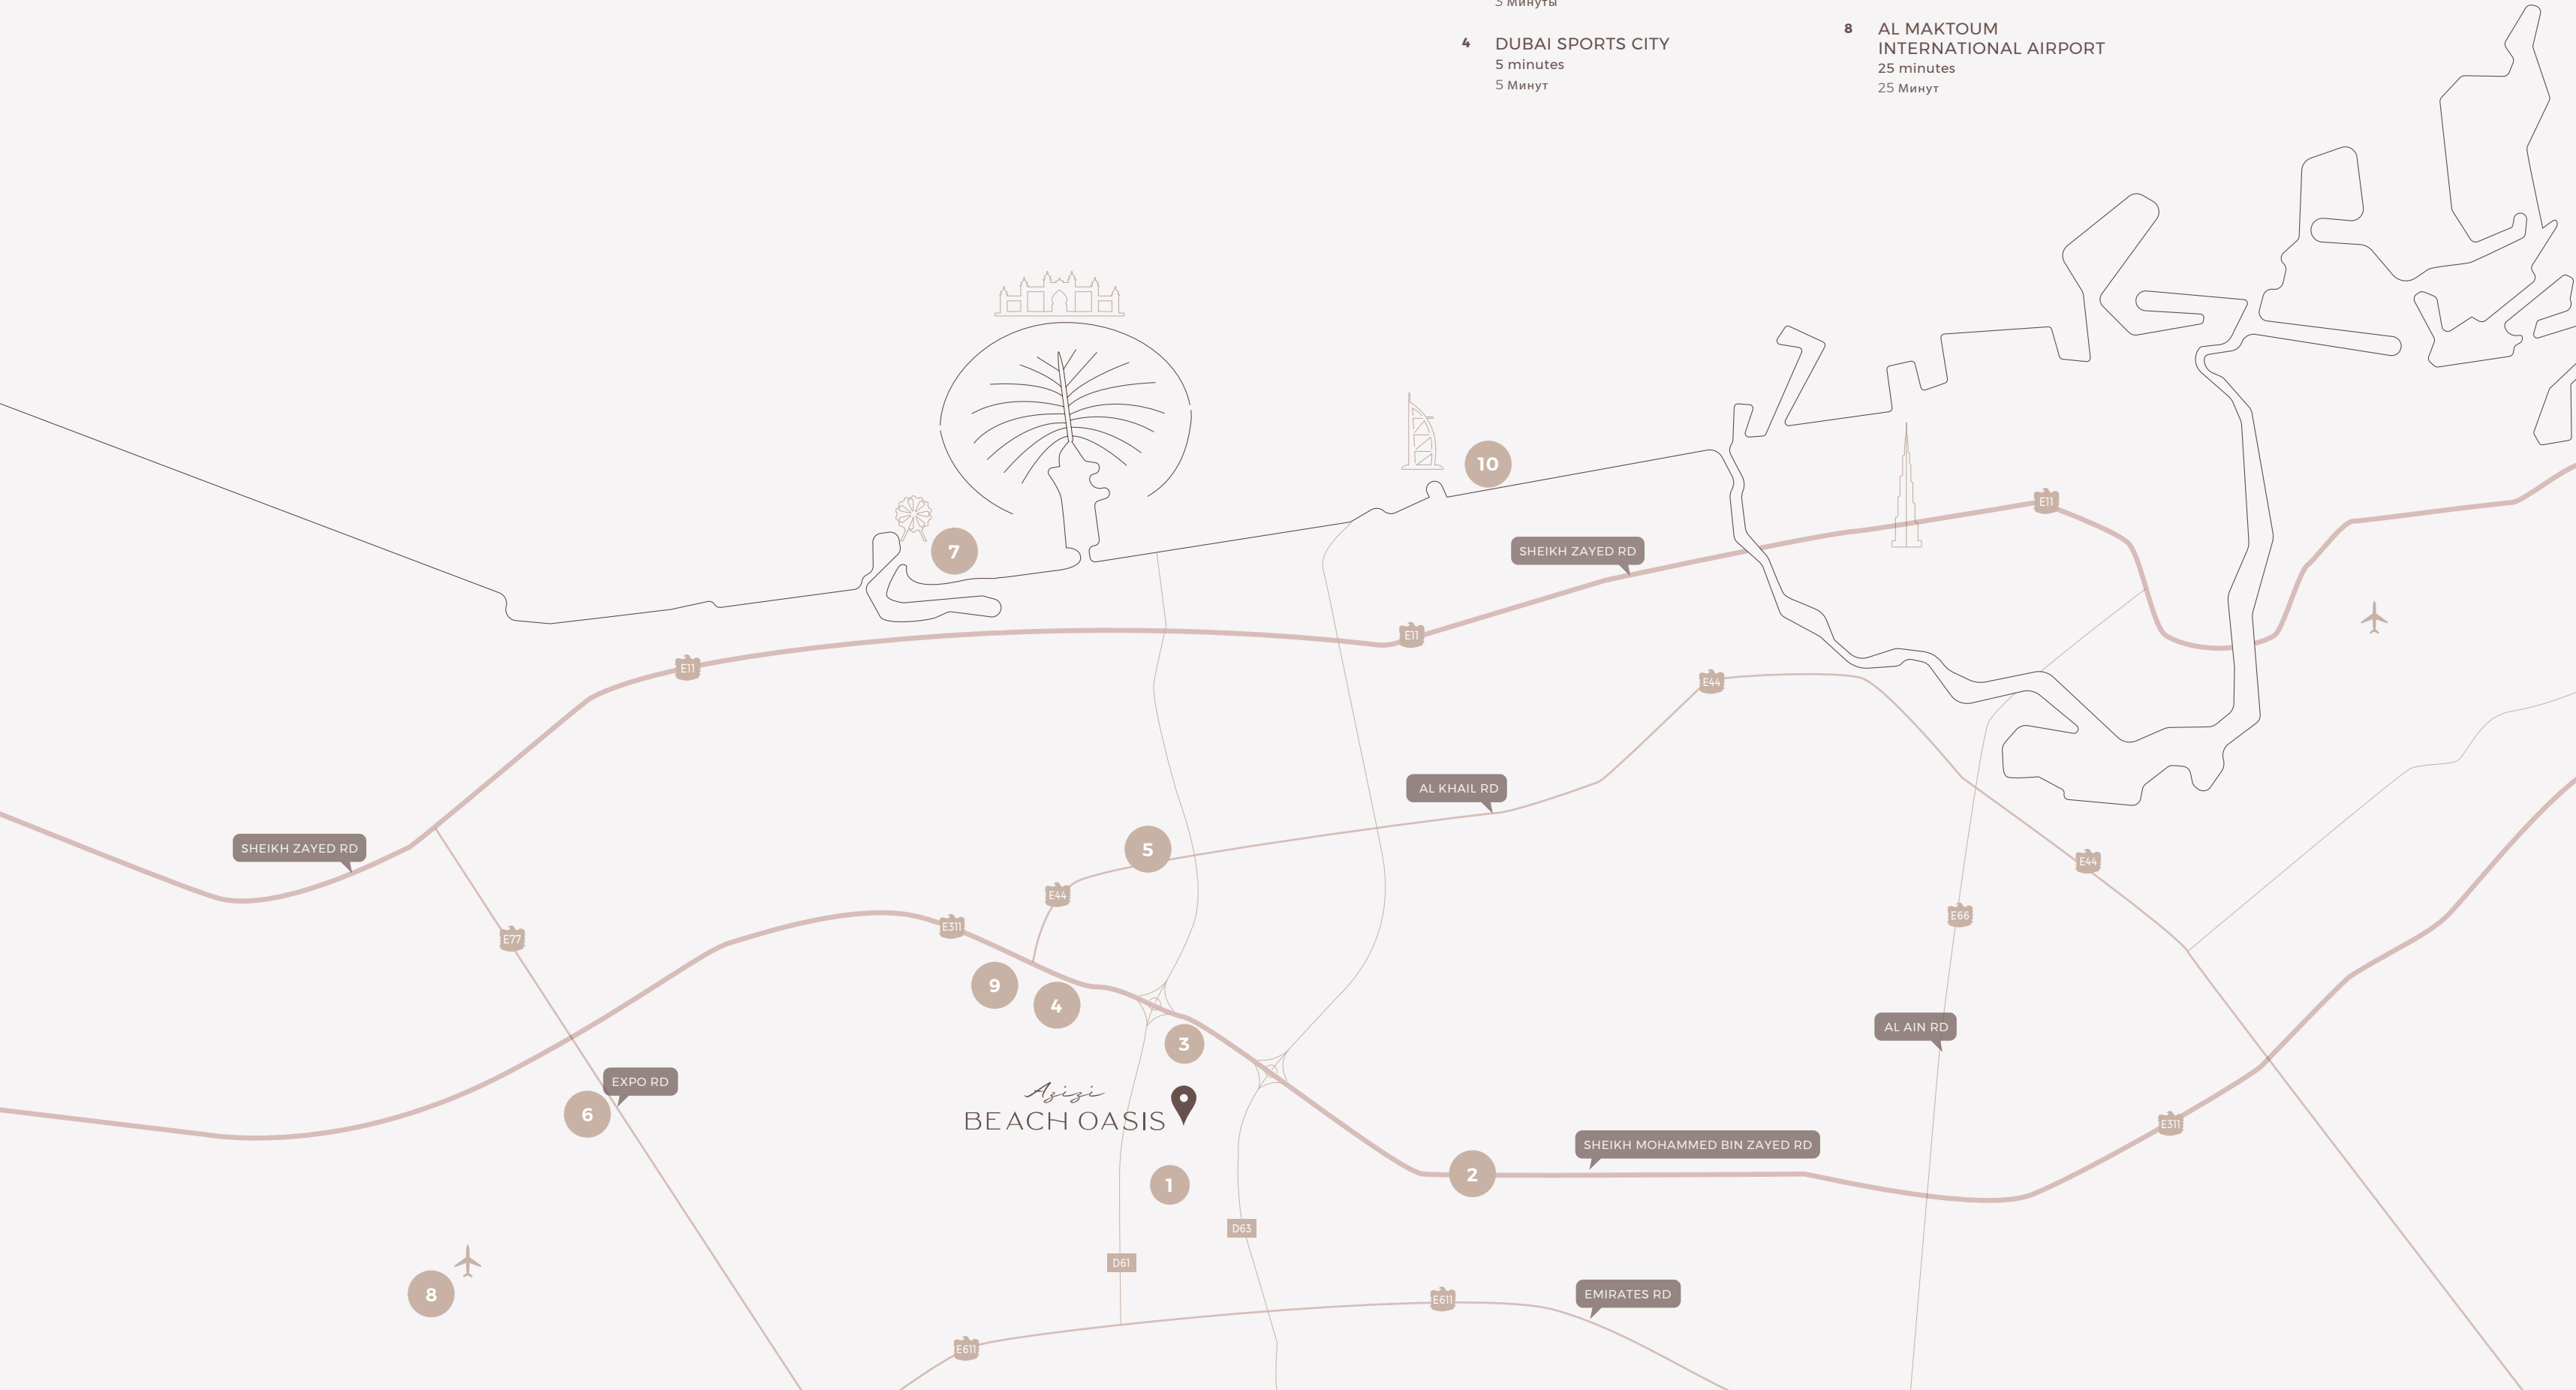 3 Минуты
4
DUBAI SPORTS CITY
5 minutes
5 Минут
8
AL MAKTOUM
INTERNATIONAL AIRPORT
25 minutes
25 Минут
10
7
SHEIKH ZAYED RD
E11
E11
E11
E44
AL KHAIL RD
SHEIKH ZAYED RD
5
E44
E44
E311
E77
E66
9
4
3
AL AIN RD
EXPO RD
6
Azizi
BEACH OASIS
E311
SHEIKH MOHAMMED BIN ZAYED RD
2
1
D63
D61
8
EMIRATES RD
E611
E611